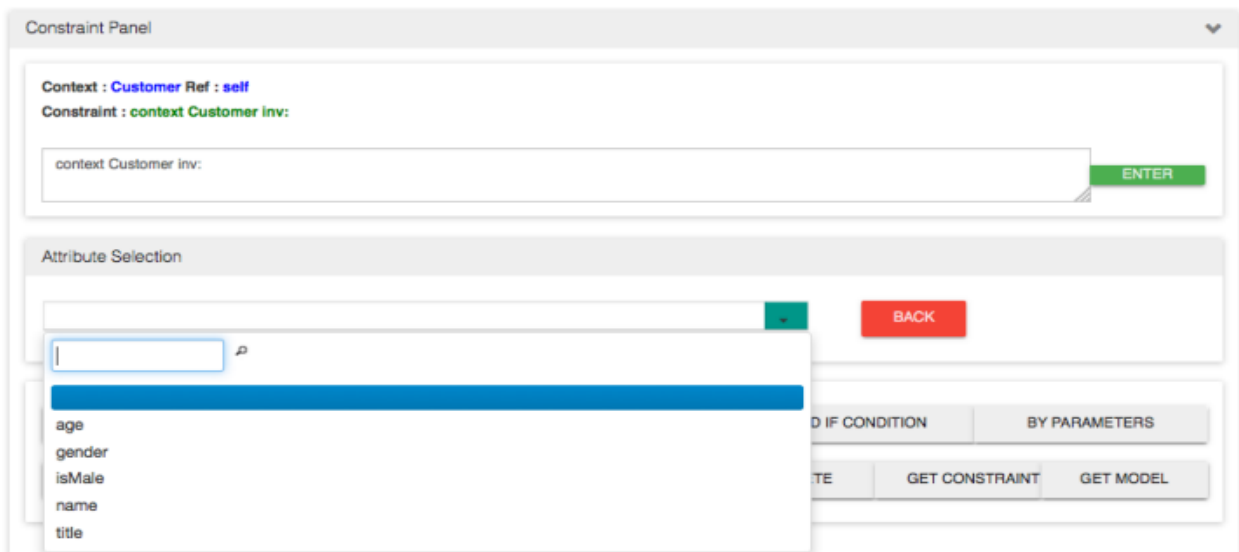 Constraint Panel
Context : Customer Ref : self
Constraint : context Customer inv:
context Customer inv:
ENTER
Attribute Selection
BACK
age
gender
isMale
name
title
IF CONDITION
BY PARAMETERS
GET CONSTRAINT
GET MODEL